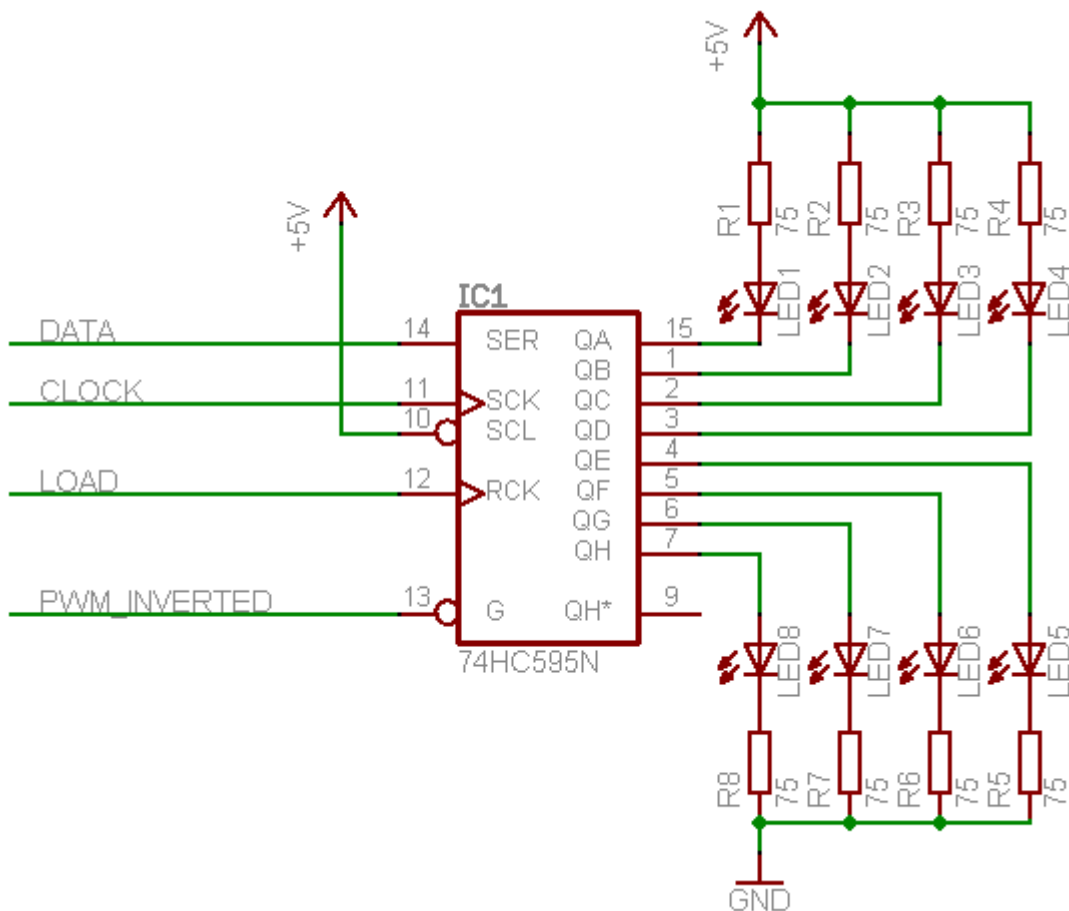 +5V
R1 75 R2 75 R3 75 R4 75
+5V
LED1 LED2 LED3 LED4
IC1
DATA 14 SER QA 15
QB 1
CLOCK 11 SCK QC 2
10 SCL QD 3
QE 4
LOAD 12 RCK QF 5
QG 6
QH 7
PWM_INVERTED 13 G QH* 9
74HC595N
LED8 LED7 LED6 LED5
R8 75 R7 75 R6 75 R5 75
GND